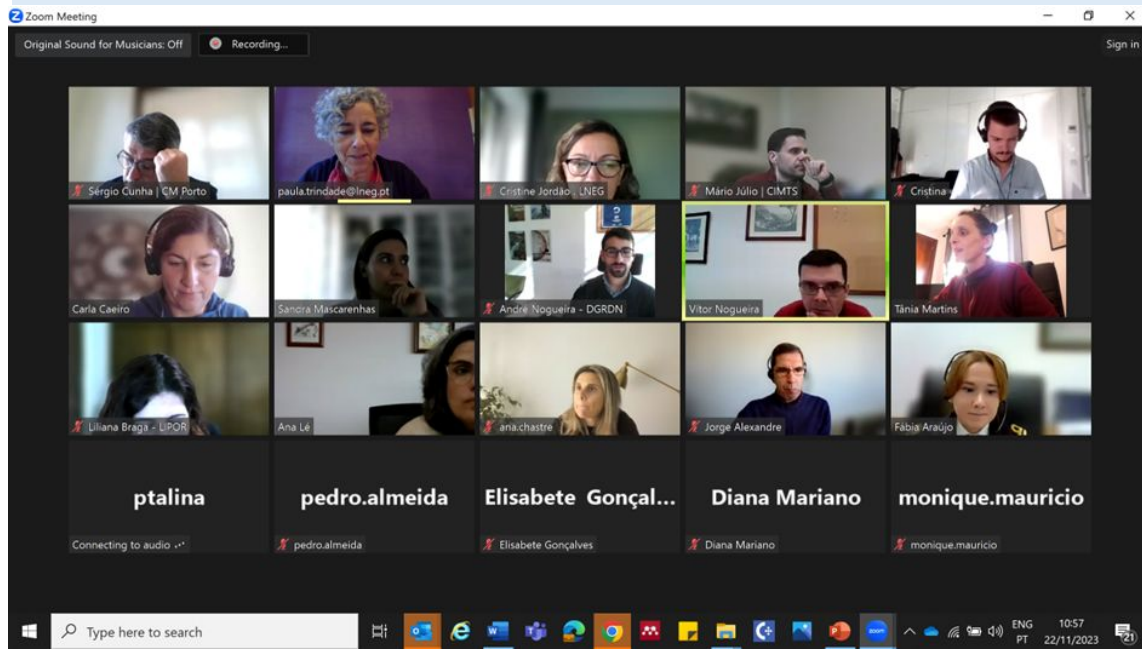 Zoom Meeting
Original Sound for Musicians: Off
Recording...
Sign in
Sérgio Cunha | CM Porto
paula.trindade@lneg.pt
Cristine Jordão . LNEG
Mário Júlio | CIMTS
Cristina
Carla Caeiro
Sandra Mascarenhas
André Nogueira - DGRDN
Vítor Nogueira
Tânia Martins
Liliana Braga - LIPOR
Ana Lé
ana.chastre
Jorge Alexandre
Fábia Araújo
ptalina
pedro.almeida
Elisabete Gonçal...
Diana Mariano
monique.mauricio
Connecting to audio
pedro.almeida
Elisabete Gonçalves
Diana Mariano
monique.mauricio
Type here to search
zoom
ENG
PT
10:57
22/11/2023
21